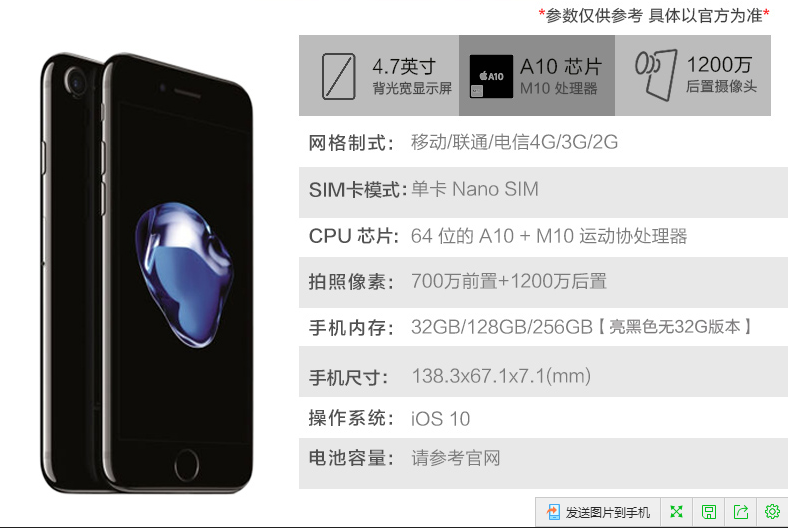 *参数仅供参考 具体以官方为准*
4.7英寸
背光宽显示屏
A10
A10 芯片
M10 处理器
1200万
后置摄像头
网格制式：移动/联通/电信4G/3G/2G
SIM卡模式：单卡 Nano SIM
CPU 芯片：64 位的 A10 + M10 运动协处理器
拍照像素：700万前置+1200万后置
手机内存：32GB/128GB/256GB【亮黑色无32G版本】
手机尺寸：138.3x67.1x7.1(mm)
操作系统：iOS 10
电池容量：请参考官网
发送图片到手机